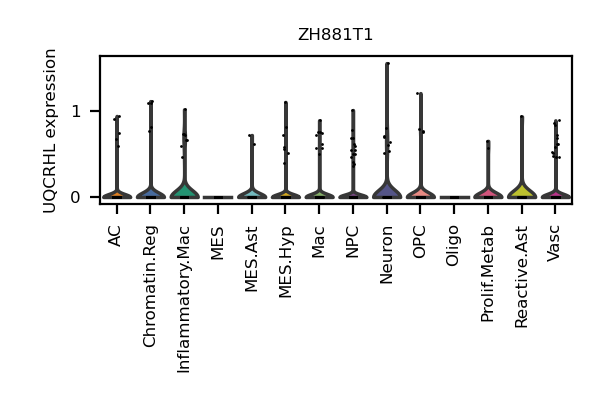 ZH881T1
UQCRHL expression
1
0
AC
Chromatin.Reg
Inflammatory.Mac
MES
MES.Ast
MES.Hyp
Mac
NPC
Neuron
OPC
Oligo
Prolif.Metab
Reactive.Ast
Vasc